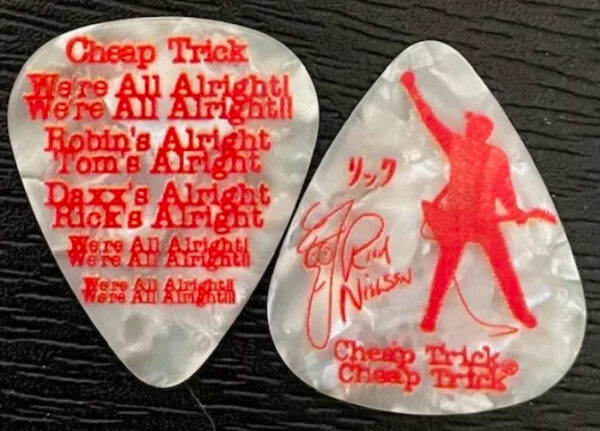 Cheap Trick
We're All Alright!
We're All Alright!!
Robin's Alright
Tom's Alright
Daxx's Alright
Rick's Alright
We're All Alright!
We're All Alright!!
We're All Alright!
We're All Alright!!!
リック
Rick
Nielsen
Cheap Trick
Cheap Trick®